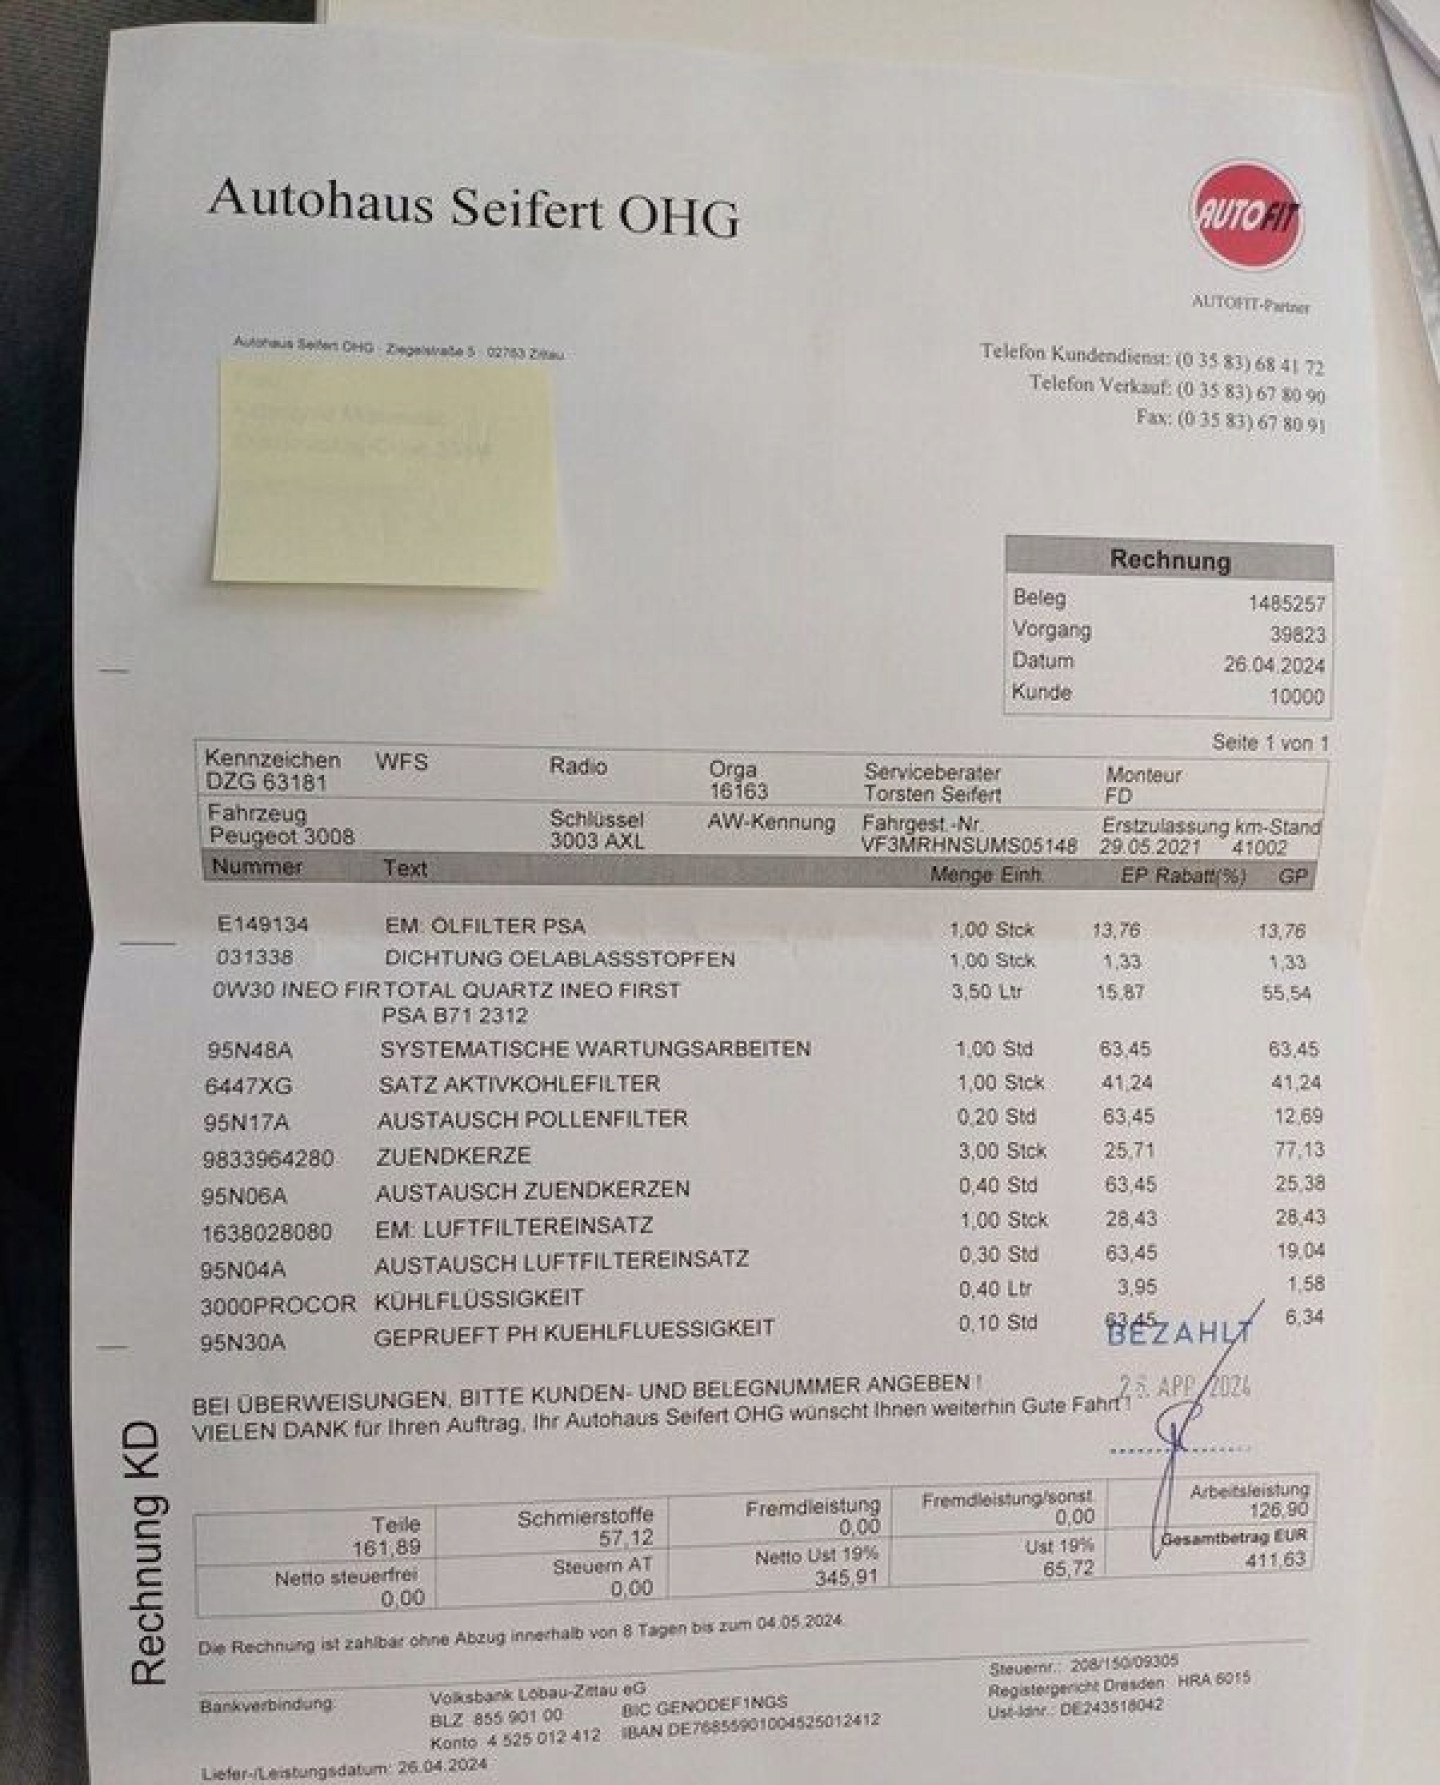 Autohaus Seifert OHG
AUTOFIT
AUTOFIT-Partner
Autohaus Seifert OHG · Ziegelstraße 5 · 02763 Zittau
Telefon Kundendienst: (0 35 83) 68 41 72
Telefon Verkauf: (0 35 83) 67 80 90
Fax: (0 35 83) 67 80 91
Rechnung
Beleg 1485257
Vorgang 39823
Datum 26.04.2024
Kunde 10000
Seite 1 von 1
Kennzeichen WFS Radio Orga Serviceberater Monteur
DZG 63181 16163 Torsten Seifert FD
Fahrzeug Schlüssel AW-Kennung Fahrgest.-Nr. Erstzulassung km-Stand
Peugeot 3008 3003 AXL VF3MRHNSUMS05148 29.05.2021 41002
Nummer Text Menge Einh. EP Rabatt(%) GP
E149134 EM: ÖLFILTER PSA 1,00 Stck 13,76 13,76
031338 DICHTUNG OELABLASSSTOPFEN 1,00 Stck 1,33 1,33
0W30 INEO FIRTOTAL QUARTZ INEO FIRST 3,50 Ltr 15,87 55,54
PSA B71 2312
95N48A SYSTEMATISCHE WARTUNGSARBEITEN 1,00 Std 63,45 63,45
6447XG SATZ AKTIVKOHLEFILTER 1,00 Stck 41,24 41,24
95N17A AUSTAUSCH POLLENFILTER 0,20 Std 63,45 12,69
9833964280 ZUENDKERZE 3,00 Stck 25,71 77,13
95N06A AUSTAUSCH ZUENDKERZEN 0,40 Std 63,45 25,38
1638028080 EM: LUFTFILTEREINSATZ 1,00 Stck 28,43 28,43
95N04A AUSTAUSCH LUFTFILTEREINSATZ 0,30 Std 63,45 19,04
3000PROCOR KÜHLFLÜSSIGKEIT 0,40 Ltr 3,95 1,58
95N30A GEPRUEFT PH KUEHLFLUESSIGKEIT 0,10 Std 63,45 6,34
BEZAHLT
BEI ÜBERWEISUNGEN, BITTE KUNDEN- UND BELEGNUMMER ANGEBEN !
VIELEN DANK für Ihren Auftrag, Ihr Autohaus Seifert OHG wünscht Ihnen weiterhin Gute Fahrt !
2024
Rechnung KD
Teile Schmierstoffe Fremdleistung Fremdleistung/sonst. Arbeitsleistung
161,89 57,12 0,00 0,00 126,90
Netto steuerfrei Steuern AT Netto Ust 19% Ust 19% Gesamtbetrag EUR
0,00 0,00 345,91 65,72 411,63
Die Rechnung ist zahlbar ohne Abzug innerhalb von 8 Tagen bis zum 04.05.2024.
Bankverbindung: Volksbank Löbau-Zittau eG Steuernr.: 208/150/09305
BLZ 855 901 00 BIC GENODEF1NGS Registergericht Dresden HRA 6015
Konto 4 525 012 412 IBAN DE76855901004525012412 Ust-Idnr.: DE243518042
Liefer-/Leistungsdatum: 26.04.2024